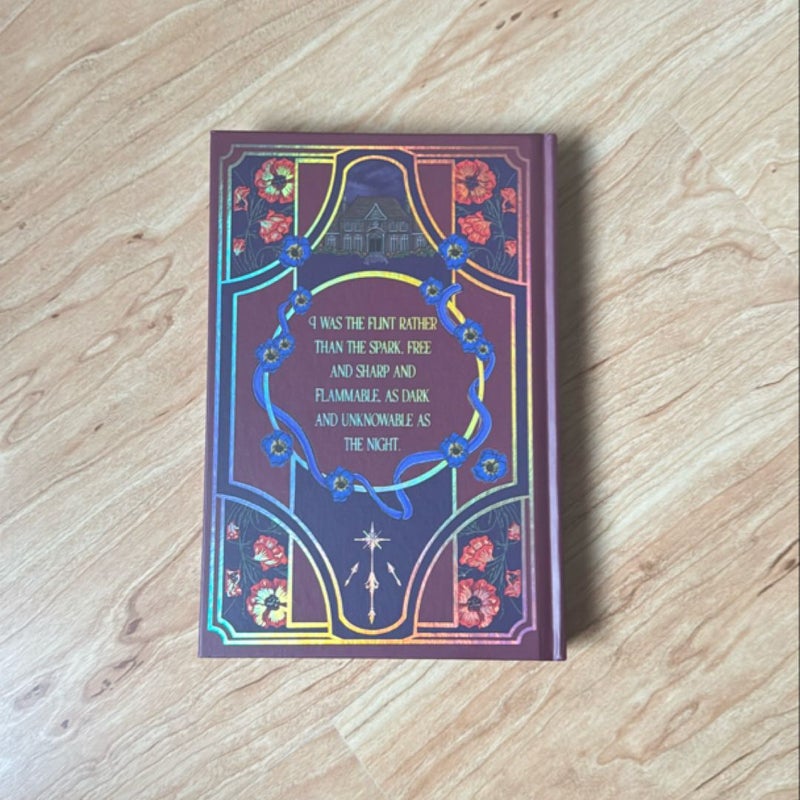 I WAS THE FLINT RATHER
THAN THE SPARK, FREE
AND SHARP AND
FLAMMABLE, AS DARK
AND UNKNOWABLE AS
THE NIGHT.